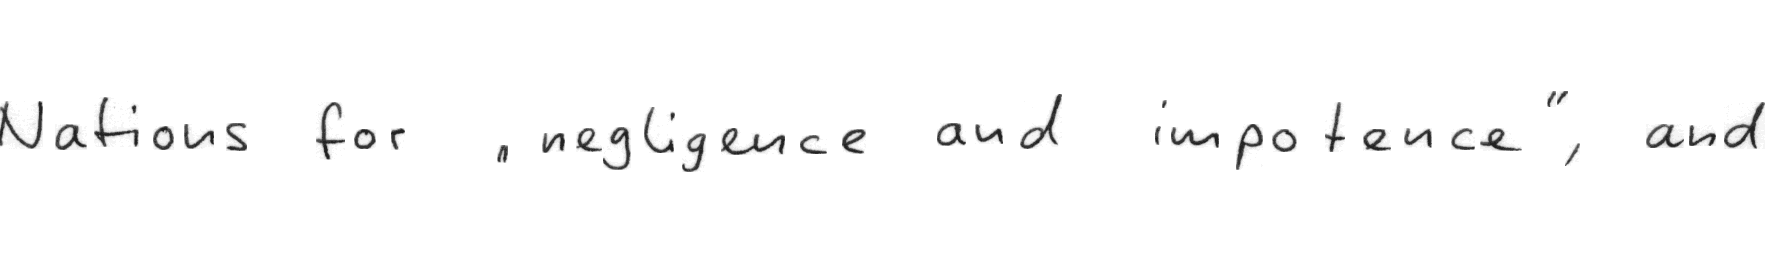 Nations for „negligence and impotence", and